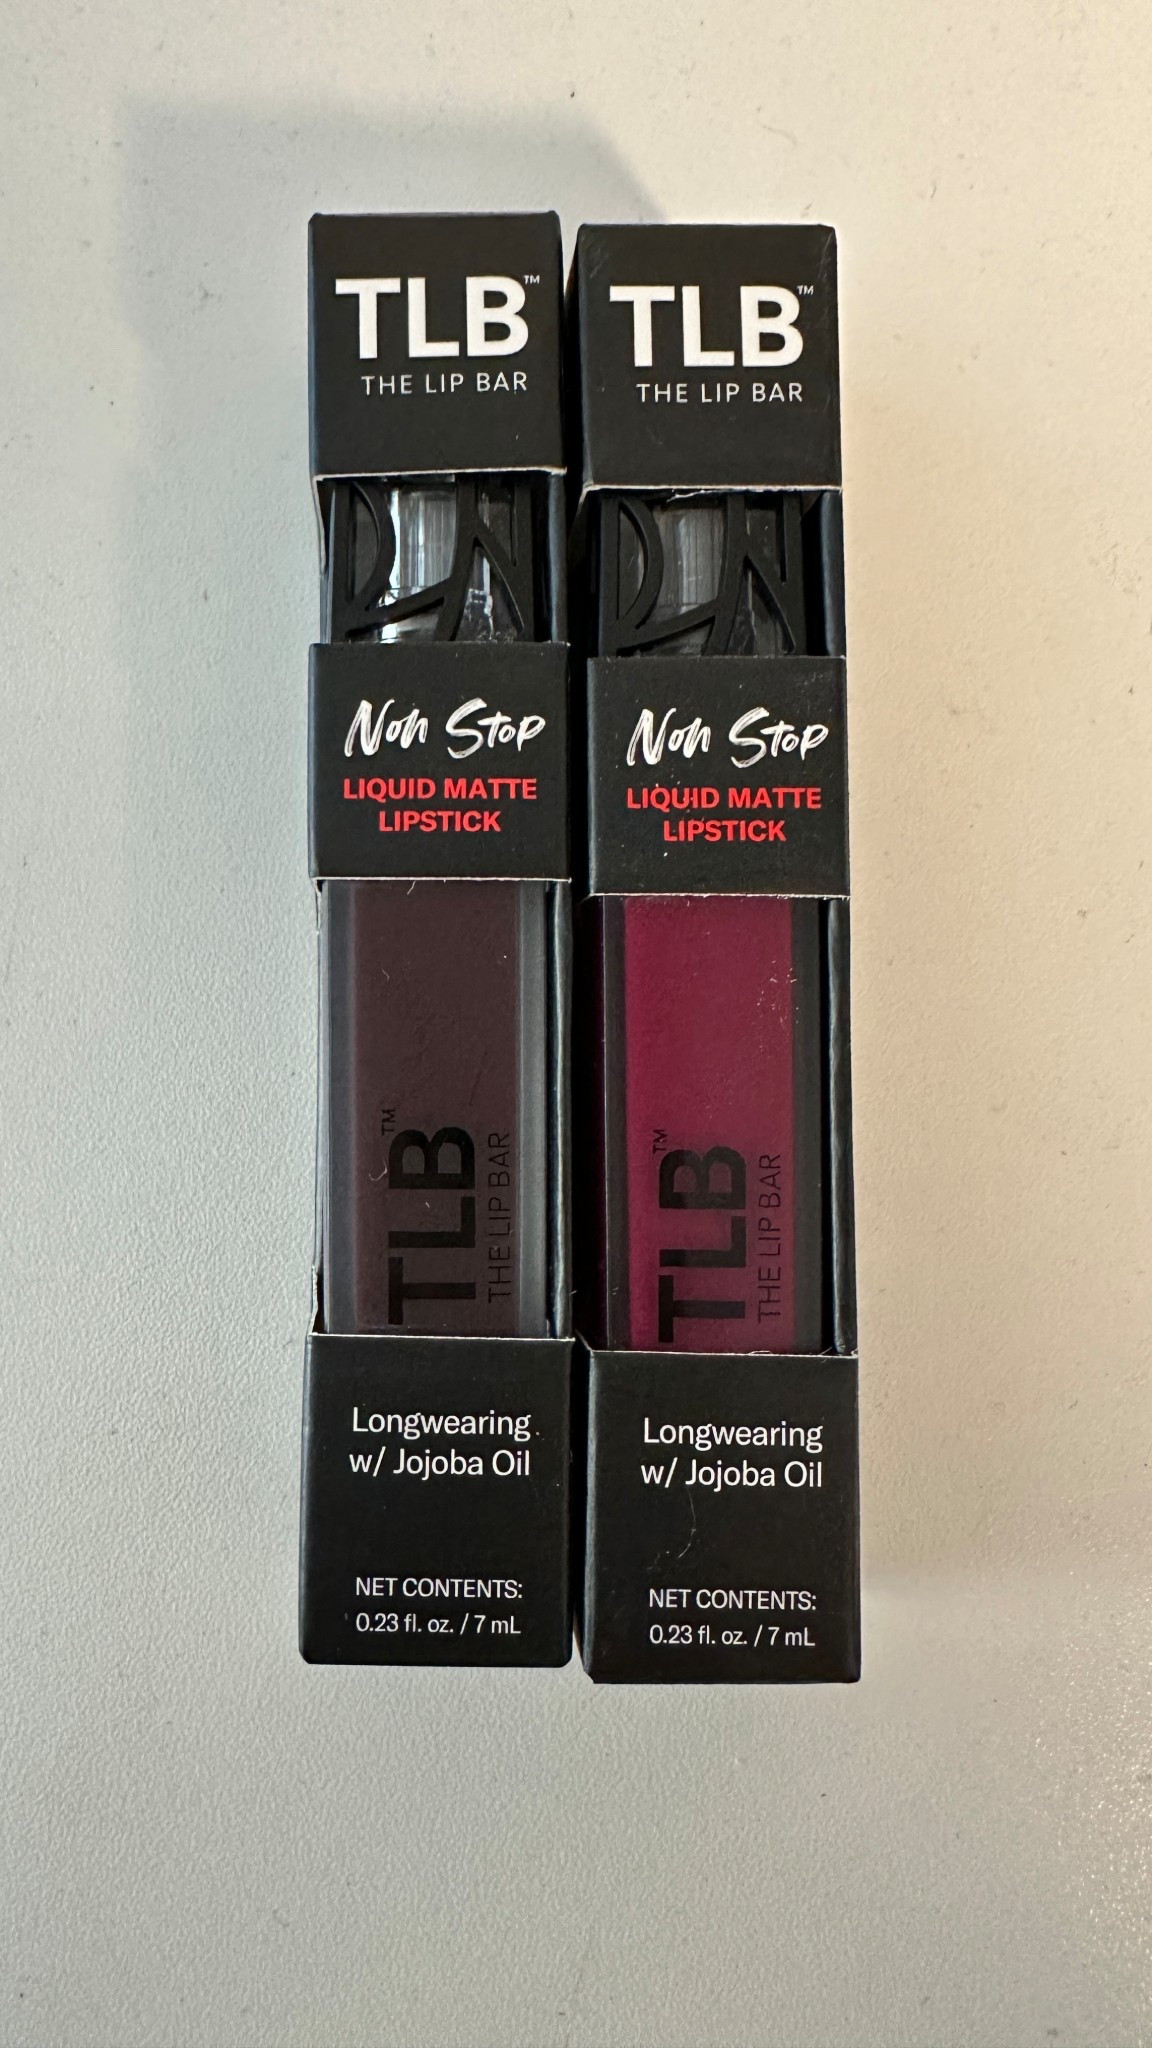 TLB™
THE LIP BAR
Non Stop
LIQUID MATTE
LIPSTICK
TLB™
THE LIP BAR
Longwearing
w/ Jojoba Oil
NET CONTENTS:
0.23 fl. oz. / 7 mL
TLB™
THE LIP BAR
Non Stop
LIQUID MATTE
LIPSTICK
TLB™
THE LIP BAR
Longwearing
w/ Jojoba Oil
NET CONTENTS:
0.23 fl. oz. / 7 mL